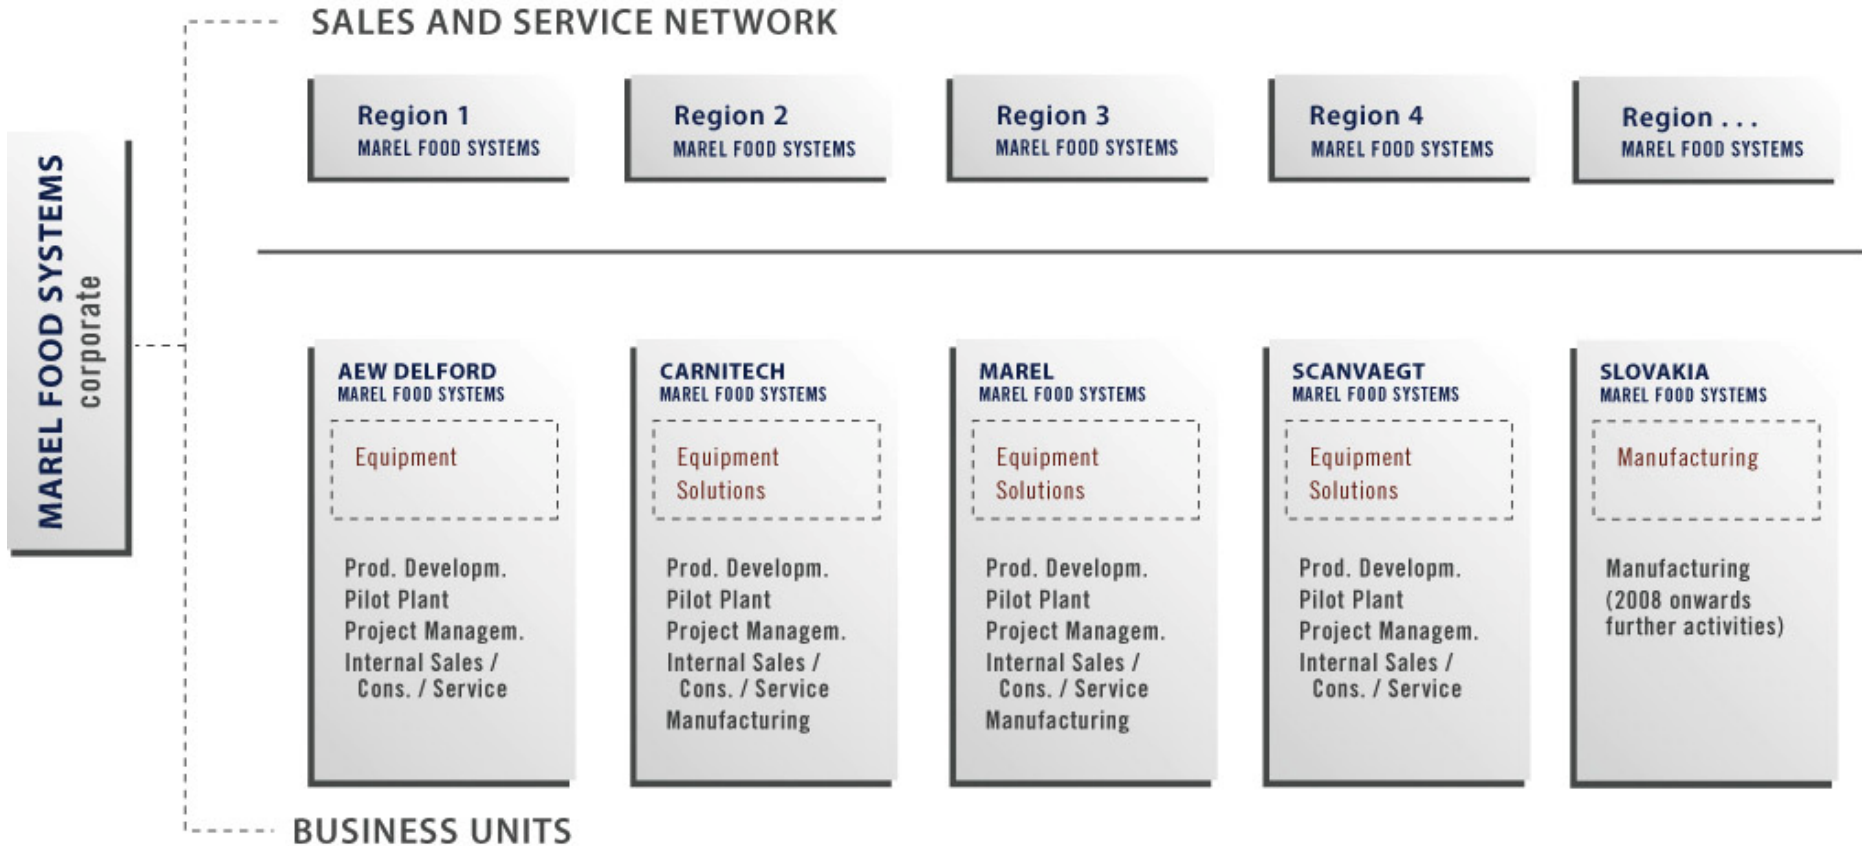 SALES AND SERVICE NETWORK
Region 1
MAREL FOOD SYSTEMS
Region 2
MAREL FOOD SYSTEMS
Region 3
MAREL FOOD SYSTEMS
Region 4
MAREL FOOD SYSTEMS
Region . . .
MAREL FOOD SYSTEMS
MAREL FOOD SYSTEMS
corporate
AEW DELFORD
MAREL FOOD SYSTEMS
Equipment
Prod. Developm.
Pilot Plant
Project Managem.
Internal Sales /
Cons. / Service
CARNITECH
MAREL FOOD SYSTEMS
Equipment
Solutions
Prod. Developm.
Pilot Plant
Project Managem.
Internal Sales /
Cons. / Service
Manufacturing
MAREL
MAREL FOOD SYSTEMS
Equipment
Solutions
Prod. Developm.
Pilot Plant
Project Managem.
Internal Sales /
Cons. / Service
Manufacturing
SCANVAEGT
MAREL FOOD SYSTEMS
Equipment
Solutions
Prod. Developm.
Pilot Plant
Project Managem.
Internal Sales /
Cons. / Service
SLOVAKIA
MAREL FOOD SYSTEMS
Manufacturing
Manufacturing
(2008 onwards
further activities)
BUSINESS UNITS